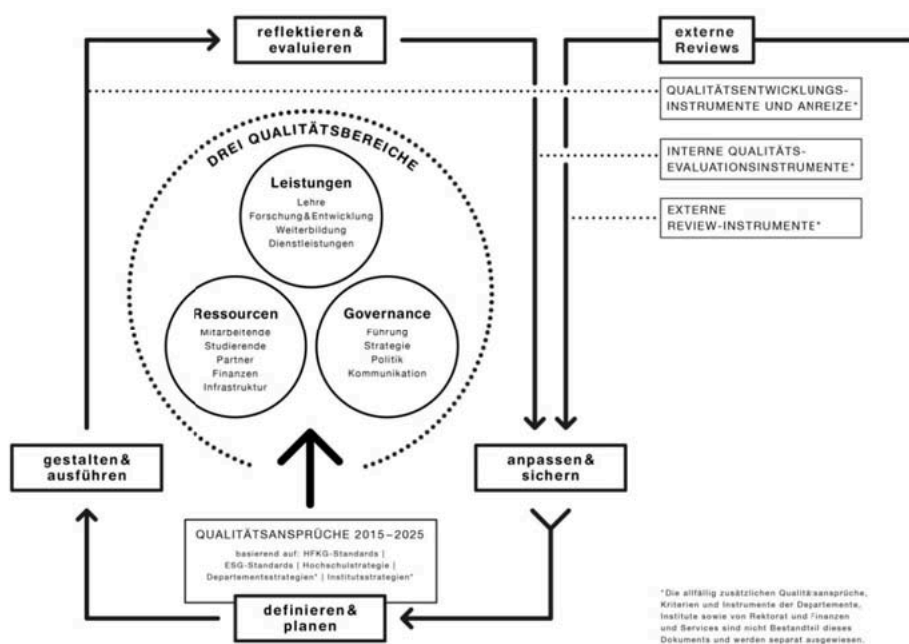 reflektieren &
evaluieren
externe
Reviews
QUALITÄTSENTWICKLUNGS-
INSTRUMENTE UND ANREIZE*
INTERNE QUALITÄTS-
EVALUATIONSINSTRUMENTE*
EXTERNE
REVIEW-INSTRUMENTE*
DREI QUALITÄTSBEREICHE
Leistungen
Lehre
Forschung & Entwicklung
Weiterbildung
Dienstleistungen
Ressourcen
Mitarbeitende
Studierende
Partner
Finanzen
Infrastruktur
Governance
Führung
Strategie
Politik
Kommunikation
gestalten &
ausführen
anpassen &
sichern
QUALITÄTSANSPRÜCHE 2015–2025
basierend auf: HFKG-Standards |
ESG-Standards | Hochschulstrategie |
Departementsstrategien* | Institutsstrategien*
definieren &
planen
*Die allfällig zusätzlichen Qualitätsansprüche,
Kriterien und Instrumente der Departemente,
Institute sowie von Rektorat und Finanzen
und Services sind nicht Bestandteil dieses
Dokuments und werden separat ausgewiesen.